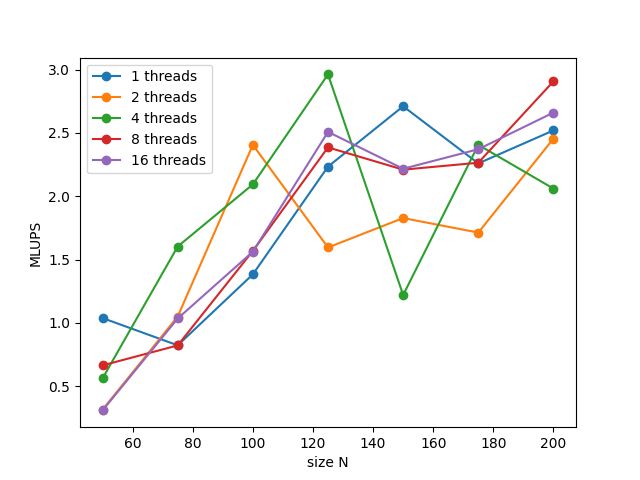 1 threads
2 threads
4 threads
8 threads
16 threads
3.0
2.5
2.0
1.5
1.0
0.5
MLUPS
60 80 100 120 140 160 180 200
size N